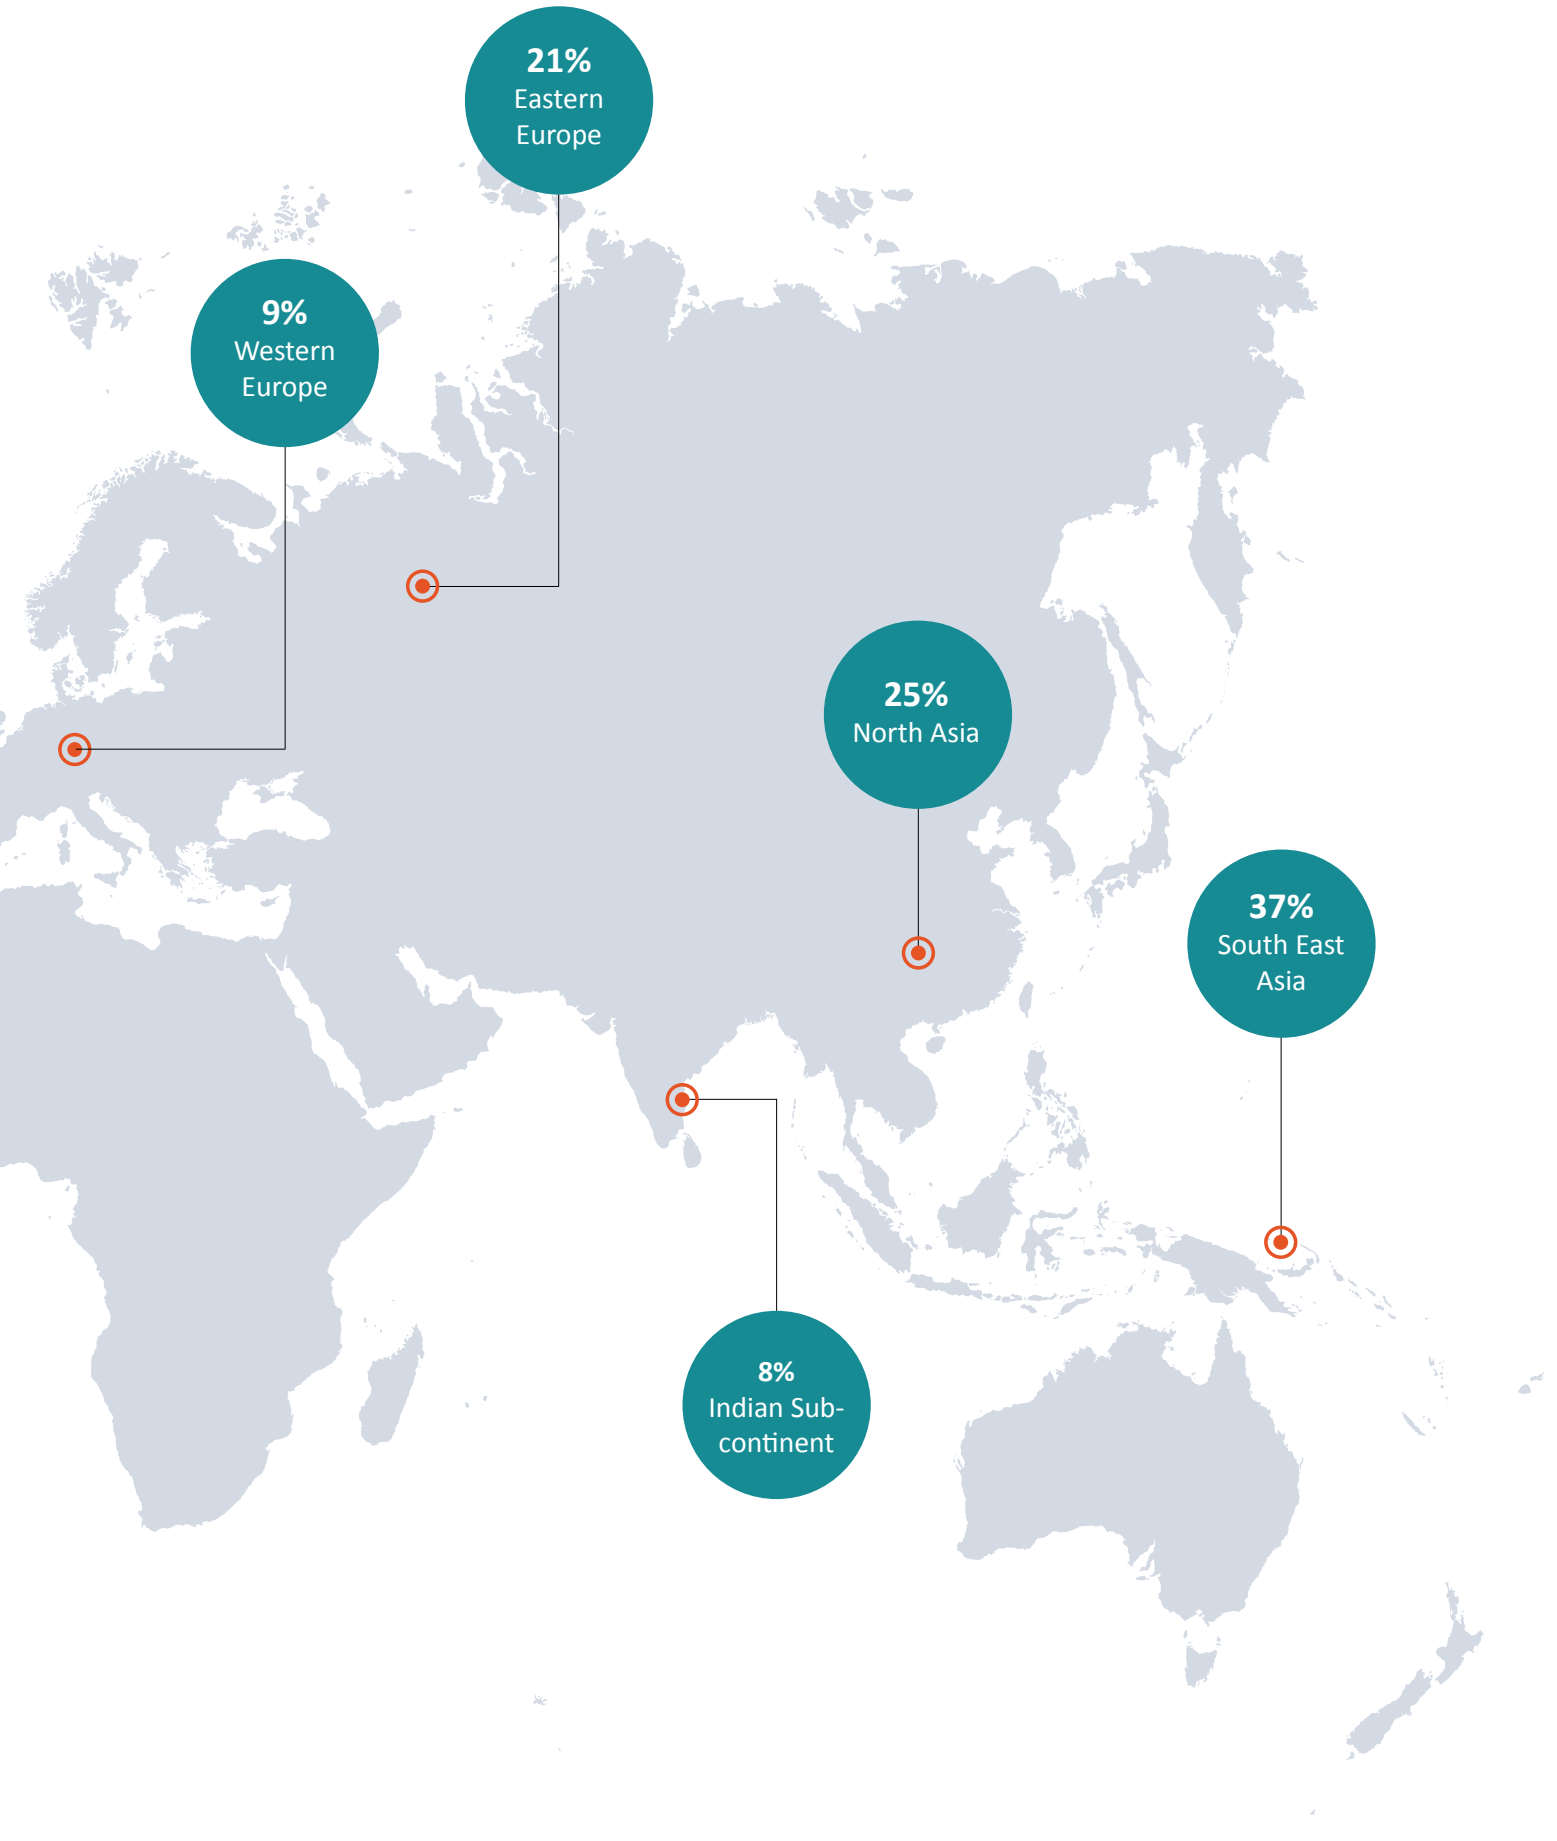 21%
Eastern
Europe
9%
Western
Europe
25%
North Asia
37%
South East
Asia
8%
Indian Sub-
continent